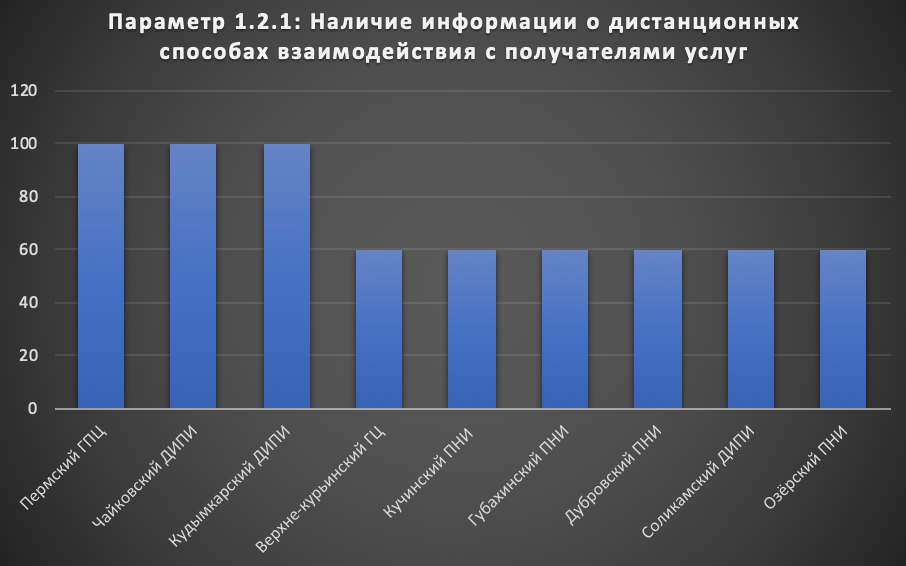 Параметр 1.2.1: Наличие информации о дистанционных
способах взаимодействия с получателями услуг
120
100
80
60
40
20
0
Пермский ГПЦ
Чайковский ДИПИ
Кудымкарский ДИПИ
Верхне-курьинский ГЦ
Кучинский ПНИ
Губахинский ПНИ
Дубровский ПНИ
Соликамский ДИПИ
Озёрский ПНИ